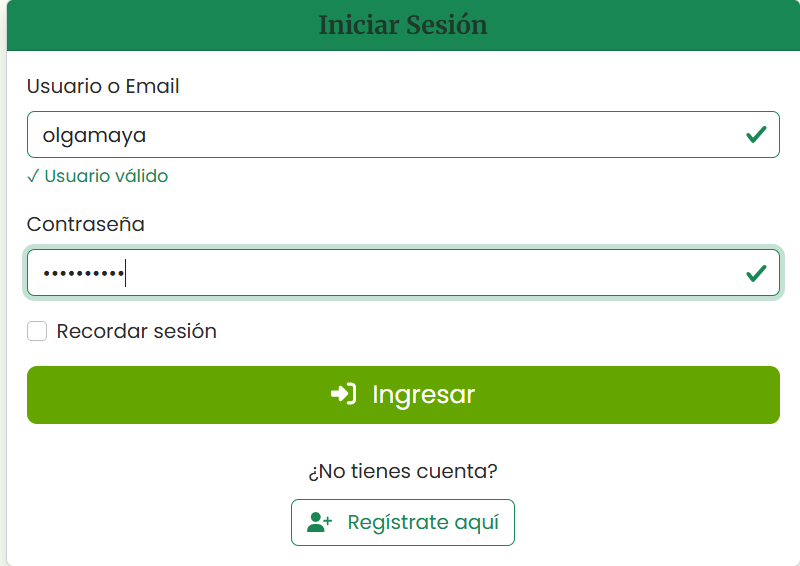 Iniciar Sesión
Usuario o Email
olgamaya
✓ Usuario válido
Contraseña
••••••••••
Recordar sesión
Ingresar
¿No tienes cuenta?
Regístrate aquí